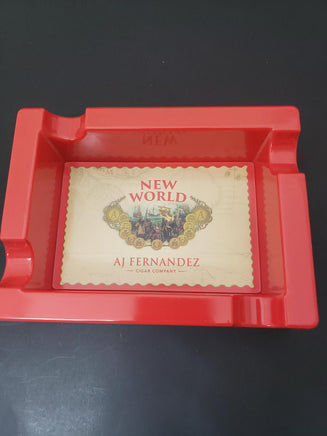 NEW
WORLD
AJ FERNANDEZ
CIGAR COMPANY